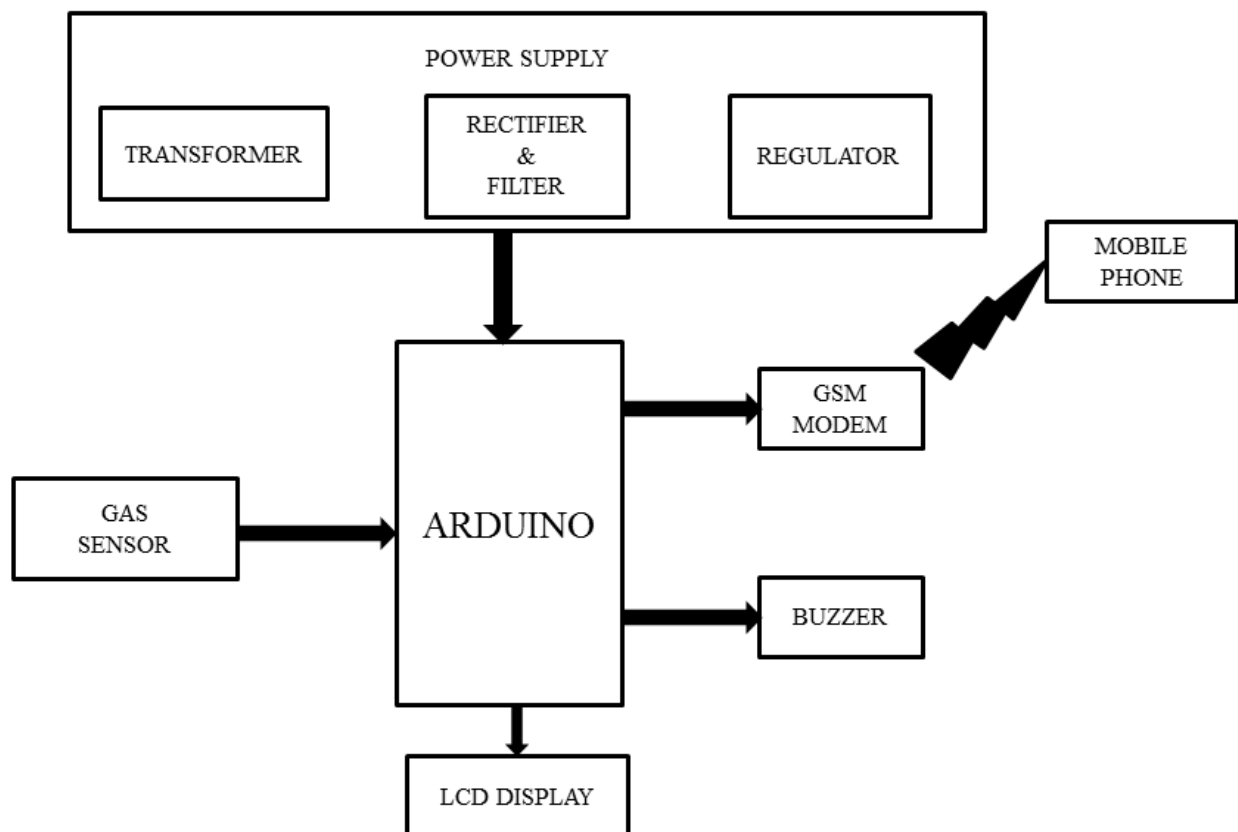 POWER SUPPLY
TRANSFORMER
RECTIFIER
&
FILTER
REGULATOR
MOBILE
PHONE
GSM
MODEM
GAS
SENSOR
ARDUINO
BUZZER
LCD DISPLAY